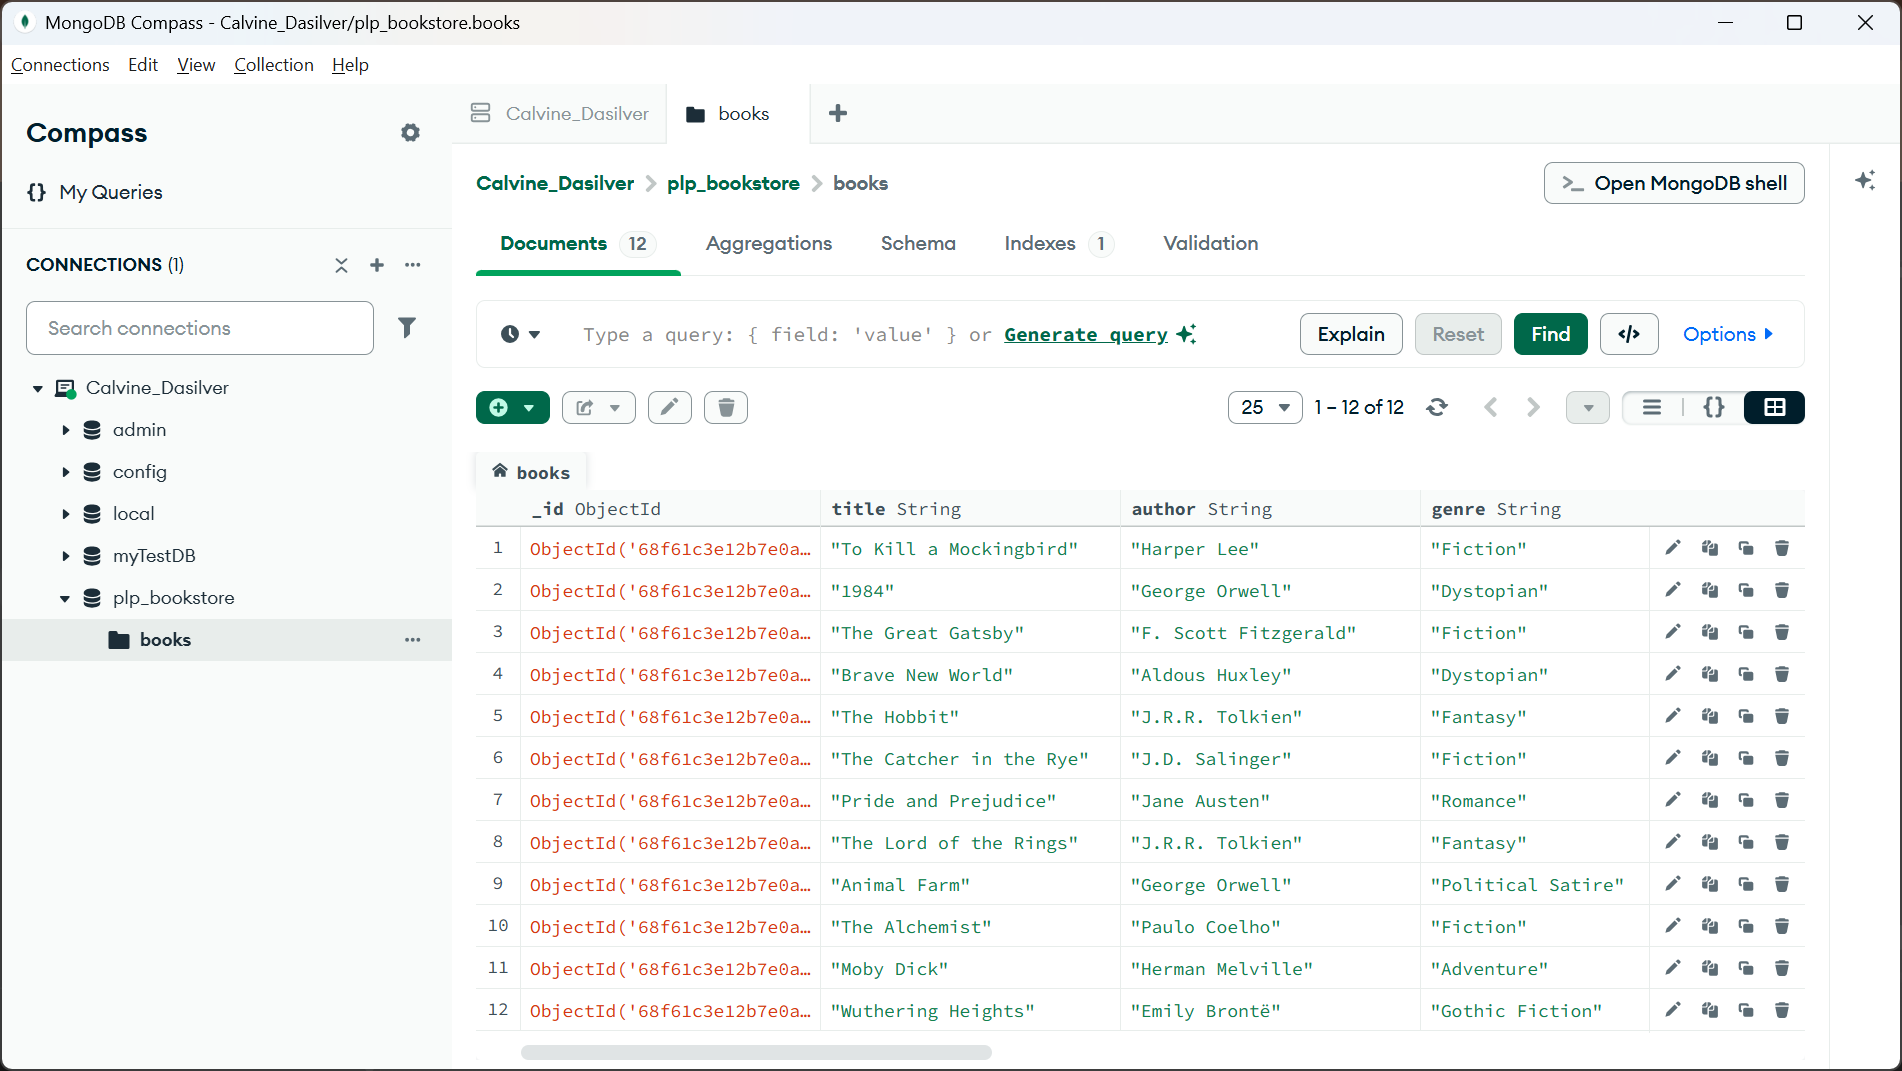 MongoDB Compass - Calvine_Dasilver/plp_bookstore.books
Connections Edit View Collection Help
Compass
{} My Queries
CONNECTIONS (1)
Search connections
Calvine_Dasilver
admin
config
local
myTestDB
plp_bookstore
books
Calvine_Dasilver books
Calvine_Dasilver plp_bookstore books
>_ Open MongoDB shell
Documents 12 Aggregations Schema Indexes 1 Validation
Type a query: { field: 'value' } or Generate query
Explain Reset Find </> Options
25 1 – 12 of 12 {}
books
_id ObjectId title String author String genre String
1 ObjectId('68f61c3e12b7e0a… "To Kill a Mockingbird" "Harper Lee" "Fiction"
2 ObjectId('68f61c3e12b7e0a… "1984" "George Orwell" "Dystopian"
3 ObjectId('68f61c3e12b7e0a… "The Great Gatsby" "F. Scott Fitzgerald" "Fiction"
4 ObjectId('68f61c3e12b7e0a… "Brave New World" "Aldous Huxley" "Dystopian"
5 ObjectId('68f61c3e12b7e0a… "The Hobbit" "J.R.R. Tolkien" "Fantasy"
6 ObjectId('68f61c3e12b7e0a… "The Catcher in the Rye" "J.D. Salinger" "Fiction"
7 ObjectId('68f61c3e12b7e0a… "Pride and Prejudice" "Jane Austen" "Romance"
8 ObjectId('68f61c3e12b7e0a… "The Lord of the Rings" "J.R.R. Tolkien" "Fantasy"
9 ObjectId('68f61c3e12b7e0a… "Animal Farm" "George Orwell" "Political Satire"
10 ObjectId('68f61c3e12b7e0a… "The Alchemist" "Paulo Coelho" "Fiction"
11 ObjectId('68f61c3e12b7e0a… "Moby Dick" "Herman Melville" "Adventure"
12 ObjectId('68f61c3e12b7e0a… "Wuthering Heights" "Emily Brontë" "Gothic Fiction"